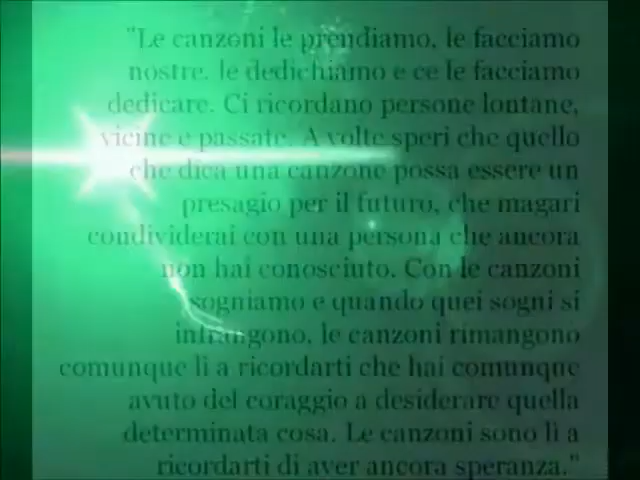 "Le canzoni le prendiamo, le facciamo
nostre, le dedichiamo e ce le facciamo
dedicare. Ci ricordano persone lontane,
vicine e passate. A volte speri che quello
che dica una canzone possa essere un
presagio per il futuro, che magari
condividerai con una persona che ancora
non hai conosciuto. Con le canzoni
sogniamo e quando quei sogni si
infrangono, le canzoni rimangono
comunque lì a ricordarti che hai comunque
avuto del coraggio a desiderare quella
determinata cosa. Le canzoni sono lì a
ricordarti di aver ancora speranza."